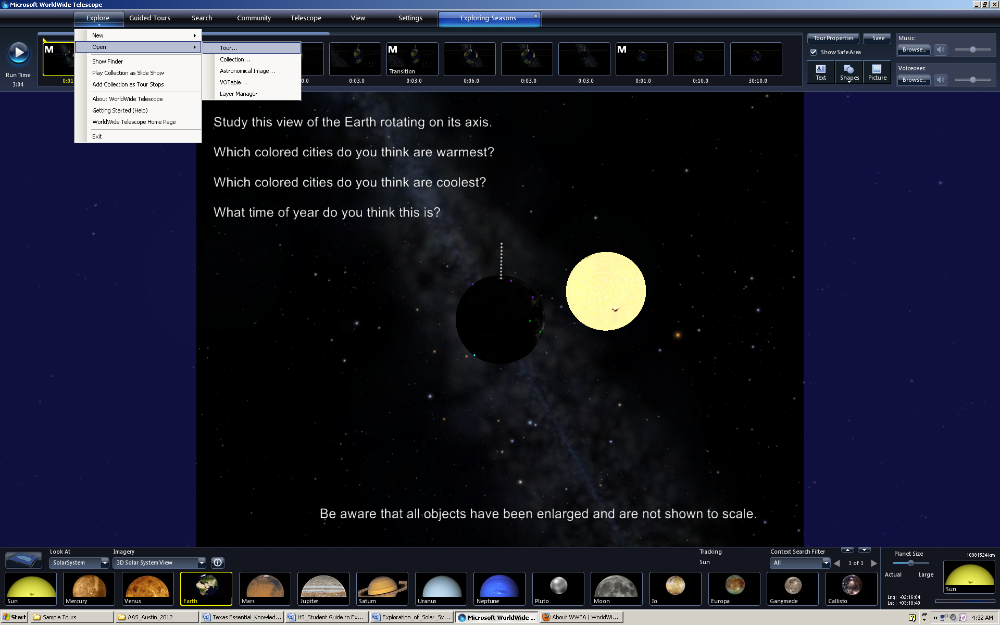 Microsoft WorldWide Telescope
Explore
Guided Tours
Search
Community
Telescope
View
Settings
Exploring Seasons
New
Open
Show Finder
Play Collection as Slide Show
Add Collection as Tour Stops
About WorldWide Telescope
Getting Started (Help)
WorldWide Telescope Home Page
Exit
Tour...
Collection...
Astronomical Image...
VOTable...
Layer Manager
Run Time
3:04
M
M
Transition
M
0:03.0
0:03.0
0:06.0
0:03.0
0:03.0
0:01.0
0:10.0
30:10.0
Tour Properties
Save
Show Safe Area
Text
Shapes
Picture
Music:
Browse...
Voiceover:
Browse...
Study this view of the Earth rotating on its axis.
Which colored cities do you think are warmest?
Which colored cities do you think are coolest?
What time of year do you think this is?
Be aware that all objects have been enlarged and are not shown to scale.
Look At
SolarSystem
Imagery
3D Solar System View
Tracking
Sun
Context Search Filter
All
1 of 1
Planet Size
Actual
Large
10981524km
Sun
Lng: -02:16:04
Lat : +03:10:49
Sun
Mercury
Venus
Earth
Mars
Jupiter
Saturn
Uranus
Neptune
Pluto
Moon
Io
Europa
Ganymede
Callisto
Start
Sample Tours
AAS_Austin_2012
Texas Essential_Knowled...
HS_Student Guide to Ex...
Exploration_of_Solar_Sy...
Microsoft WorldWide ...
About WWTA | WorldWi...
4:32 AM